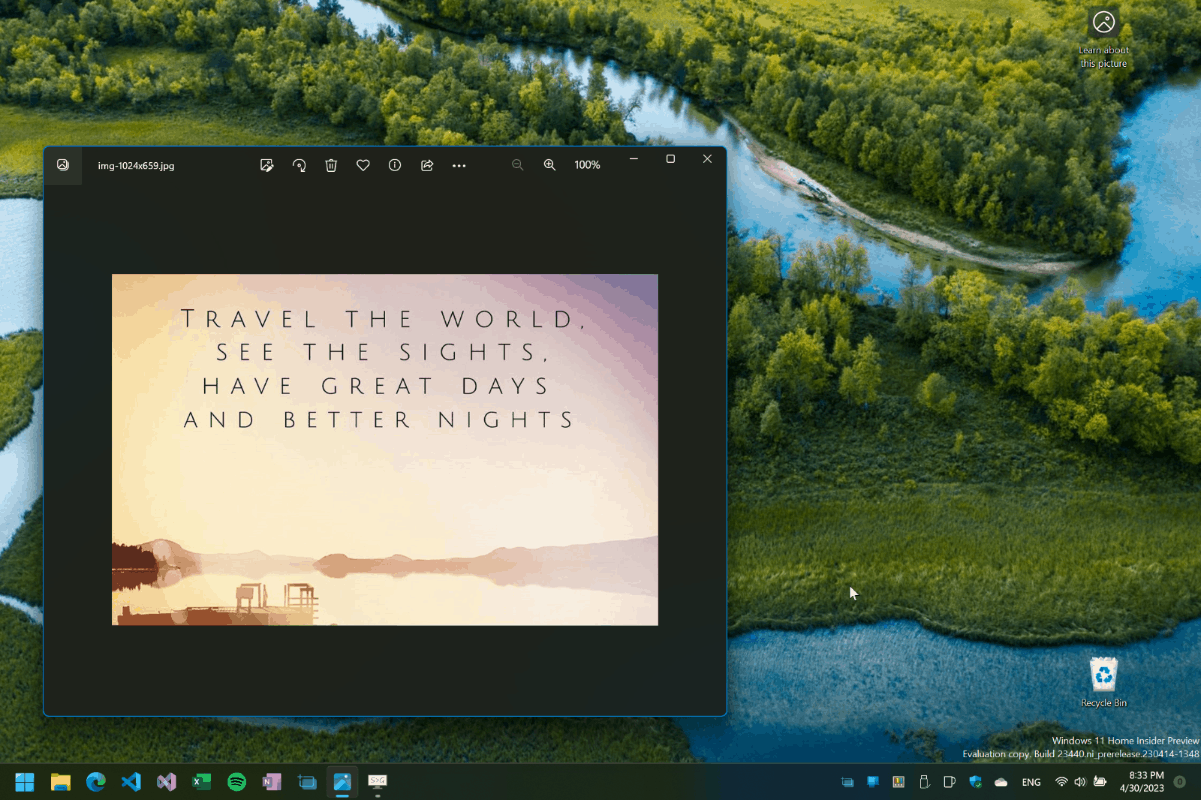 Learn about
this picture
img-1024x659.jpg
100%
TRAVEL THE WORLD,
SEE THE SIGHTS,
HAVE GREAT DAYS
AND BETTER NIGHTS
Recycle Bin
Windows 11 Home Insider Preview
Evaluation copy. Build 23440.ni_prerelease.230414-1348
ENG
8:33 PM
4/30/2023